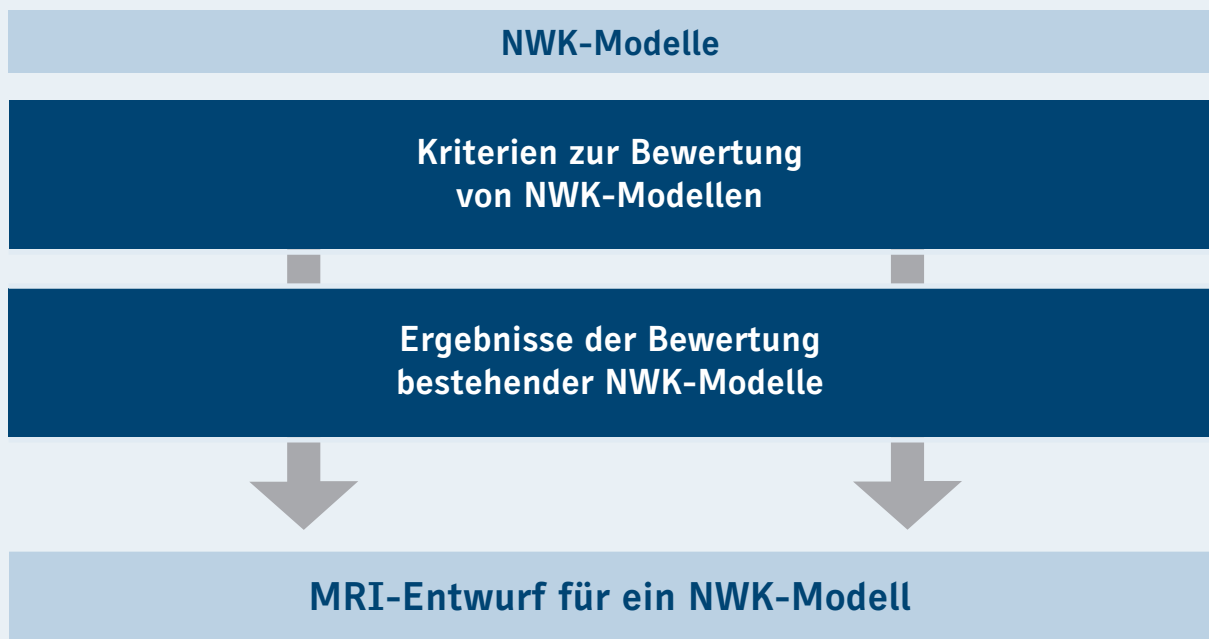 NWK-Modelle
Kriterien zur Bewertung
von NWK-Modellen
Ergebnisse der Bewertung
bestehender NWK-Modelle
MRI-Entwurf für ein NWK-Modell